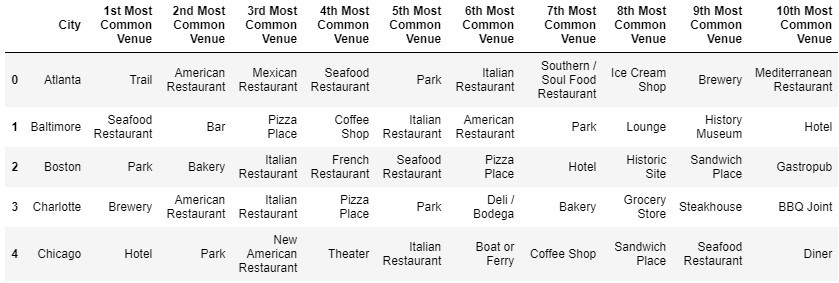 City 1st Most Common Venue 2nd Most Common Venue 3rd Most Common Venue 4th Most Common Venue 5th Most Common Venue 6th Most Common Venue 7th Most Common Venue 8th Most Common Venue 9th Most Common Venue 10th Most Common Venue
0 Atlanta Trail American Restaurant Mexican Restaurant Seafood Restaurant Park Italian Restaurant Southern / Soul Food Restaurant Ice Cream Shop Brewery Mediterranean Restaurant
1 Baltimore Seafood Restaurant Bar Pizza Place Coffee Shop Italian Restaurant American Restaurant Park Lounge History Museum Hotel
2 Boston Park Bakery Italian Restaurant French Restaurant Seafood Restaurant Pizza Place Hotel Historic Site Sandwich Place Gastropub
3 Charlotte Brewery American Restaurant Italian Restaurant Pizza Place Park Deli / Bodega Bakery Grocery Store Steakhouse BBQ Joint
4 Chicago Hotel Park New American Restaurant Theater Italian Restaurant Boat or Ferry Coffee Shop Sandwich Place Seafood Restaurant Diner